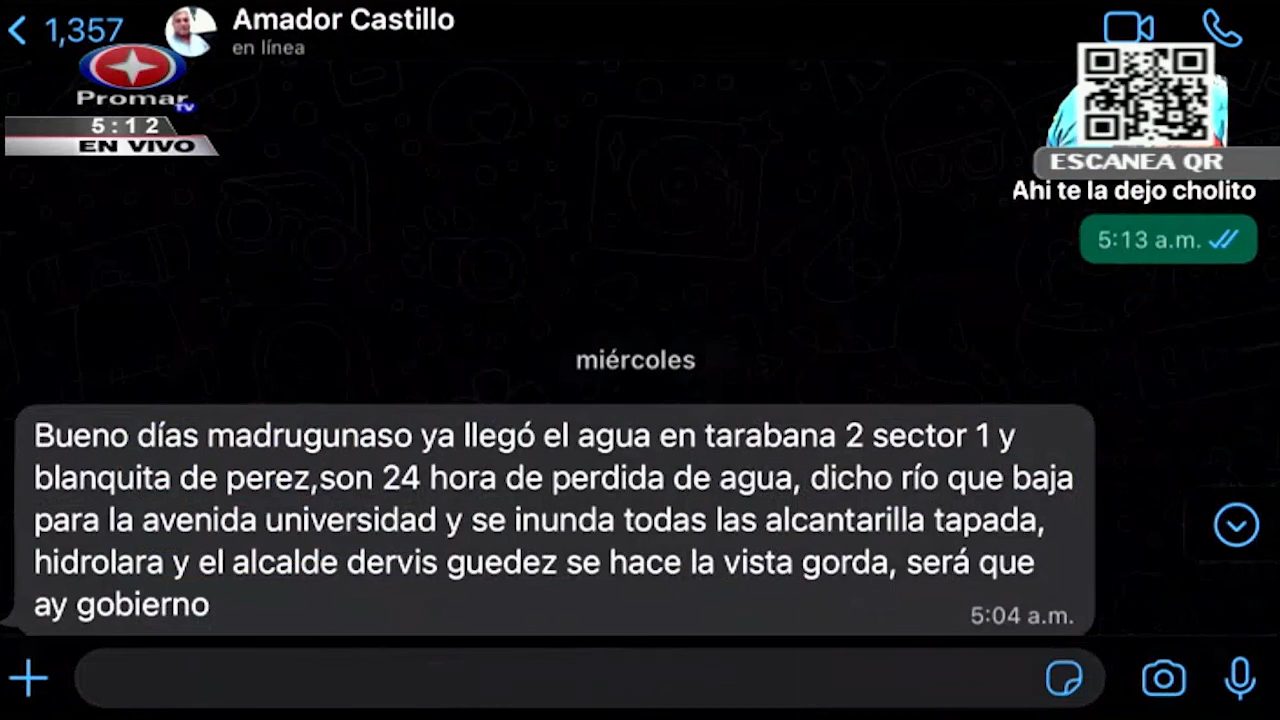 1,357
Amador Castillo
en línea
Promar TV
5:12
EN VIVO
ESCANEA QR
Ahi te la dejo cholito
5:13 a.m.
miércoles
Bueno días madrugunaso ya llegó el agua en tarabana 2 sector 1 y
blanquita de perez,son 24 hora de perdida de agua, dicho río que baja
para la avenida universidad y se inunda todas las alcantarilla tapada,
hidrolara y el alcalde dervis guedez se hace la vista gorda, será que
ay gobierno
5:04 a.m.